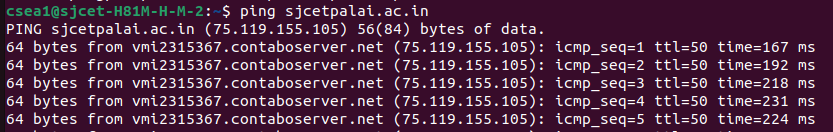 csea1@sjcet-H81M-H-M-2:~$ ping sjcetpalai.ac.in
PING sjcetpalai.ac.in (75.119.155.105) 56(84) bytes of data.
64 bytes from vmi2315367.contaboserver.net (75.119.155.105): icmp_seq=1 ttl=50 time=167 ms
64 bytes from vmi2315367.contaboserver.net (75.119.155.105): icmp_seq=2 ttl=50 time=192 ms
64 bytes from vmi2315367.contaboserver.net (75.119.155.105): icmp_seq=3 ttl=50 time=218 ms
64 bytes from vmi2315367.contaboserver.net (75.119.155.105): icmp_seq=4 ttl=50 time=231 ms
64 bytes from vmi2315367.contaboserver.net (75.119.155.105): icmp_seq=5 ttl=50 time=224 ms